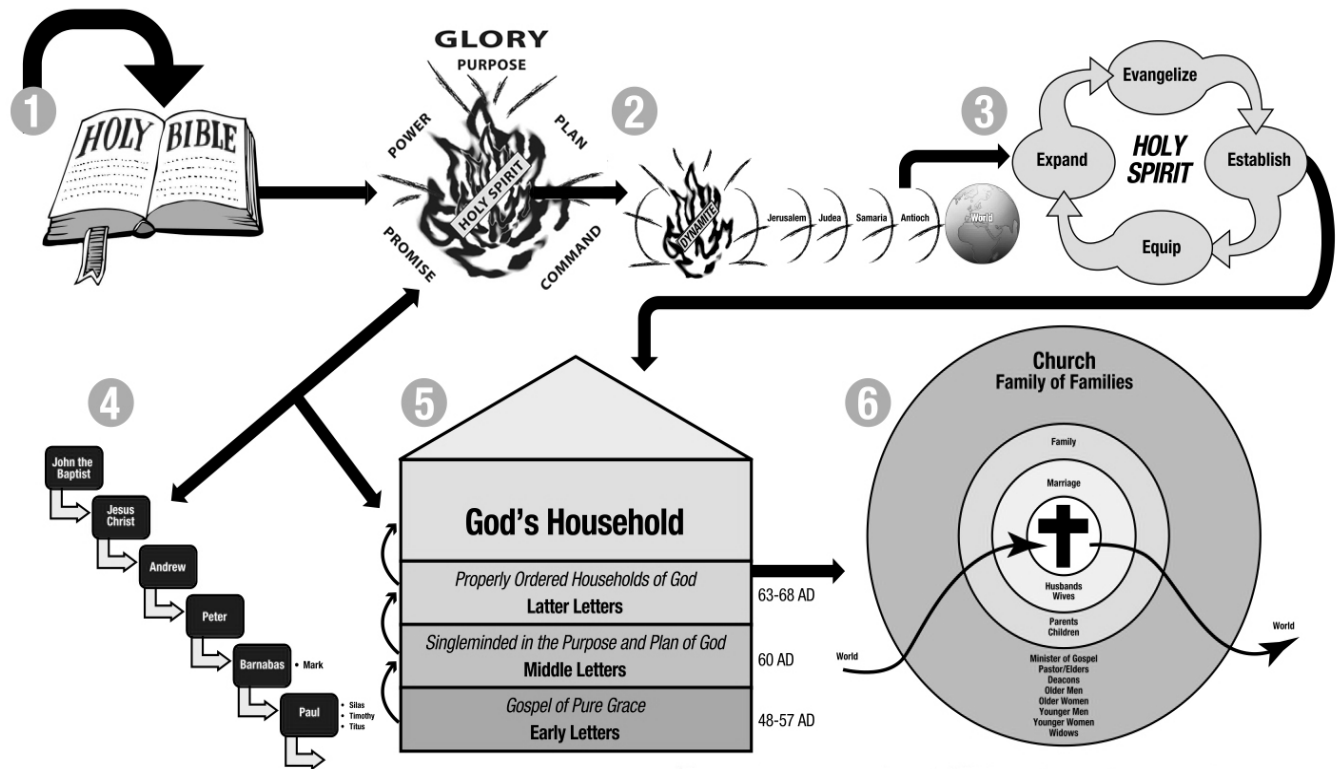 1
HOLY BIBLE
GLORY
PURPOSE
POWER
PLAN
HOLY SPIRIT
PROMISE
COMMAND
2
DYNAMITE
Jerusalem
Judea
Samaria
Antioch
World
3
Evangelize
Expand
HOLY
SPIRIT
Establish
Equip
4
John the
Baptist
Jesus
Christ
Andrew
Peter
Barnabas
• Mark
Paul
• Silas
• Timothy
• Titus
5
God's Household
Properly Ordered Households of God
Latter Letters
63-68 AD
Singleminded in the Purpose and Plan of God
Middle Letters
60 AD
Gospel of Pure Grace
Early Letters
48-57 AD
6
Church
Family of Families
Family
Marriage
Husbands
Wives
Parents
Children
Minister of Gospel
Pastor/Elders
Deacons
Older Men
Older Women
Younger Men
Younger Women
Widows
World
World